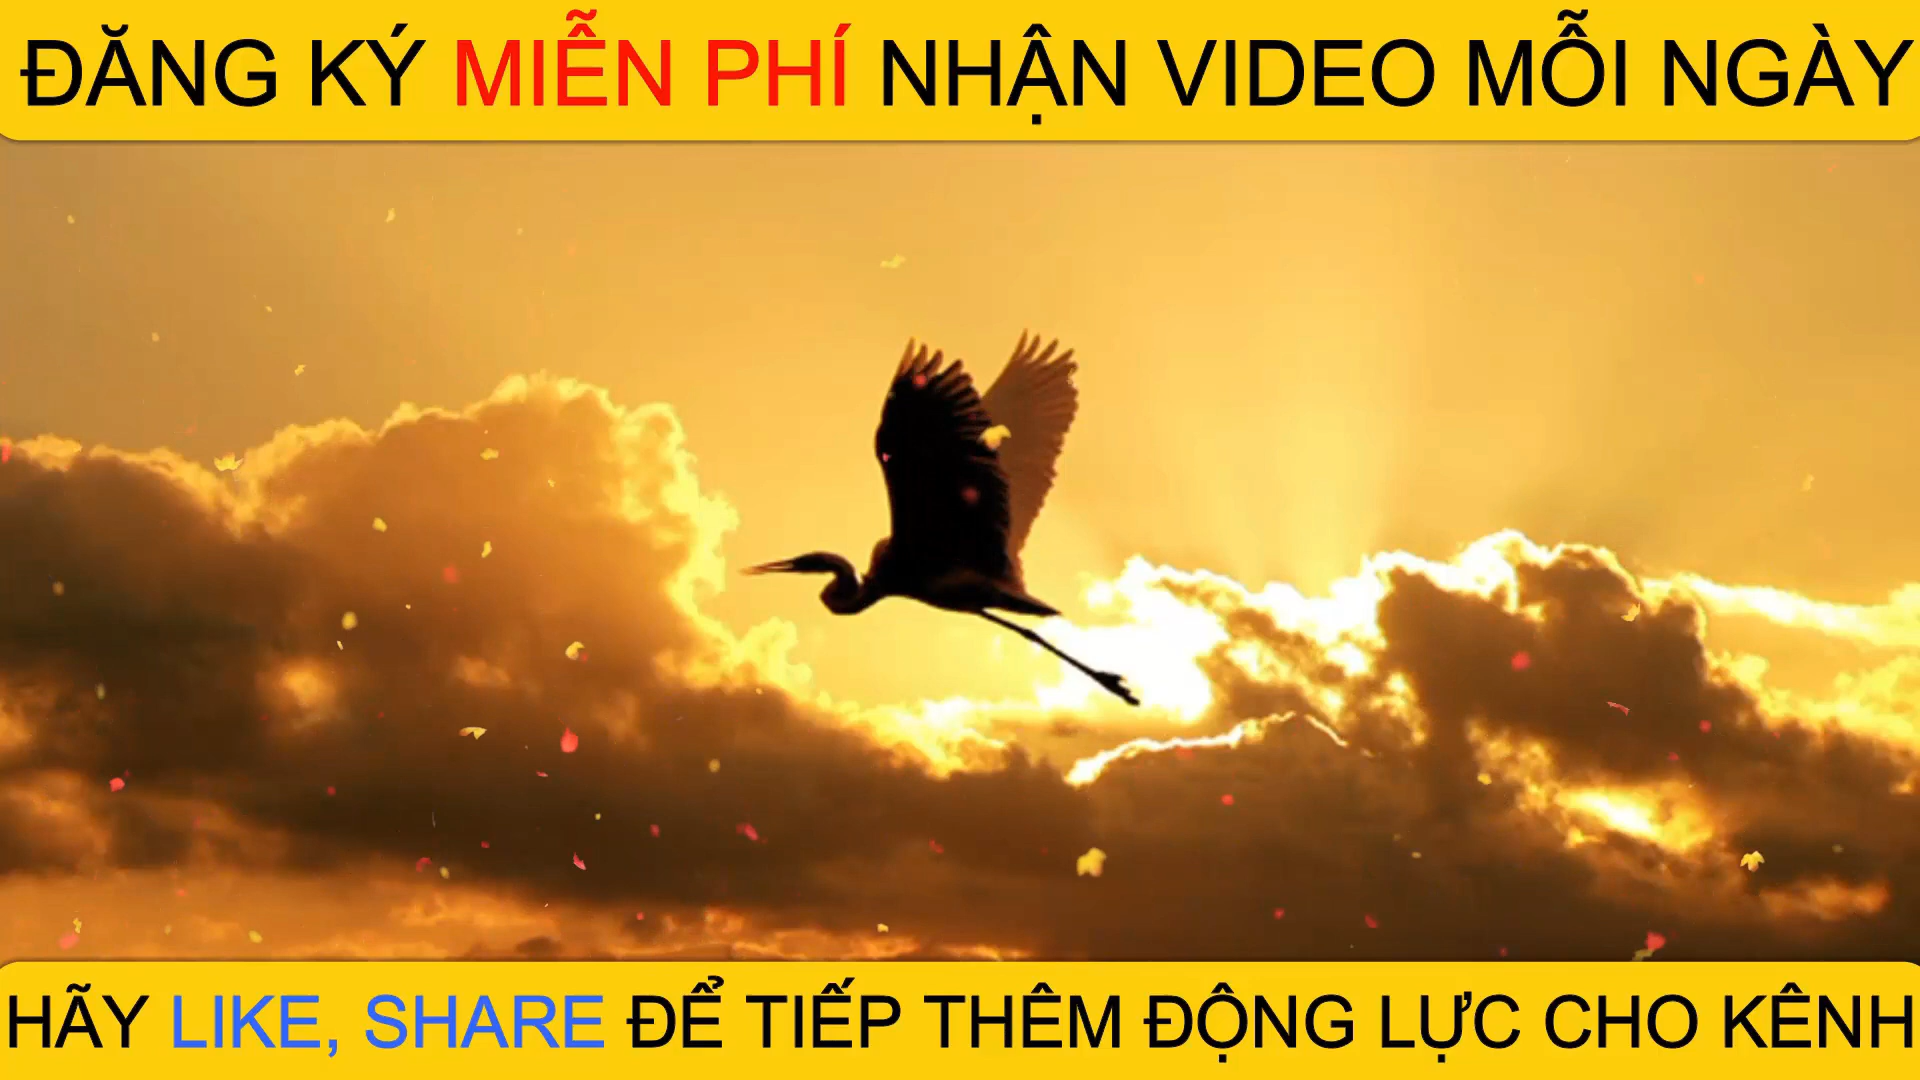 ĐĂNG KÝ MIỄN PHÍ NHẬN VIDEO MỖI NGÀY
HÃY LIKE, SHARE ĐỂ TIẾP THÊM ĐỘNG LỰC CHO KÊNH